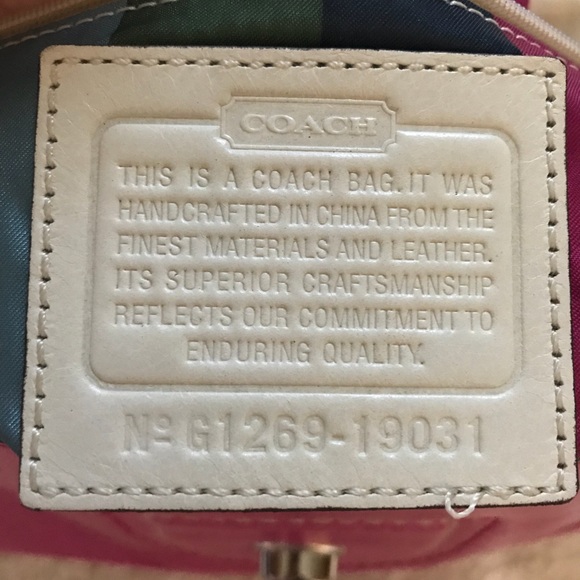 COACH
THIS IS A COACH BAG. IT WAS
HANDCRAFTED IN CHINA FROM THE
FINEST MATERIALS AND LEATHER.
ITS SUPERIOR CRAFTSMANSHIP
REFLECTS OUR COMMITMENT TO
ENDURING QUALITY.
Nº G1269-19031